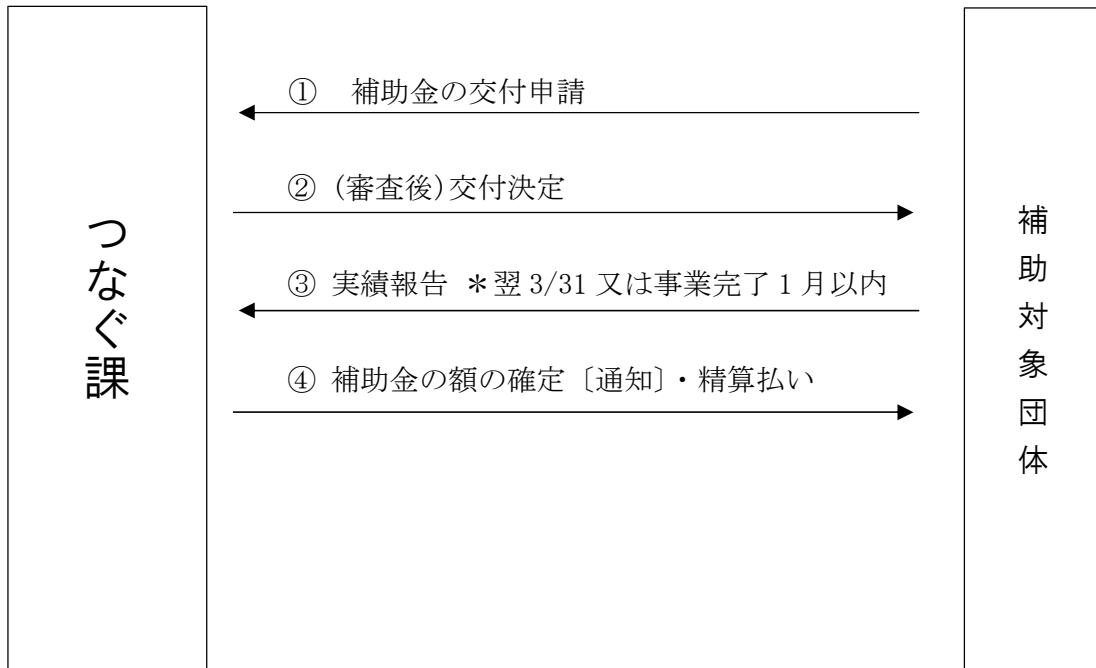 つなぐ課
① 補助金の交付申請
② (審査後)交付決定
③ 実績報告 ＊翌 3/31 又は事業完了 1 月以内
④ 補助金の額の確定〔通知〕・精算払い
補助対象団体